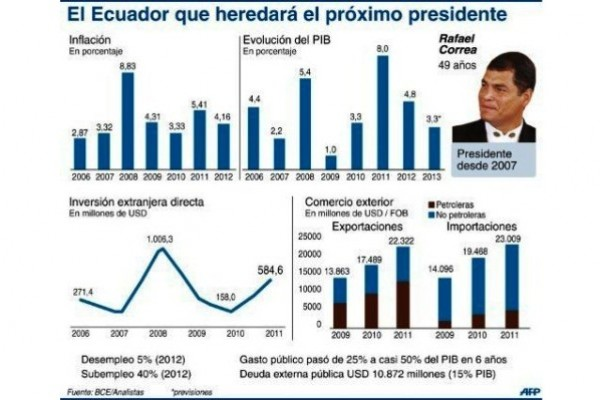 El Ecuador que heredará el próximo presidente
Inflación
En porcentaje
8,83
5,41
4,31
4,16
2,87
3,32
3,33
2006 2007 2008 2009 2010 2011 2012
Evolución del PIB
En porcentaje
8,0
5,4
4,4
4,8
3,3
3,3*
2,2
1,0
2006 2007 2008 2009 2010 2011 2012 2013
Rafael
Correa
49 años
Presidente
desde 2007
Inversión extranjera directa
En millones de USD
1.006,3
584,6
271,4
158,0
2006 2007 2008 2009 2010 2011
Comercio exterior
En millones de USD / FOB
Petroleras
No petroleras
Exportaciones
Importaciones
25000
20000
15000
10000
5000
0000
13.863
17.489
22.322
14.096
19.468
23.009
2009 2010 2011 2009 2010 2011
Desempleo 5% (2012)
Subempleo 40% (2012)
Gasto público pasó de 25% a casi 50% del PIB en 6 años
Deuda externa pública USD 10.872 millones (15% PIB)
Fuente: BCE/Analistas
*previsiones
AFP